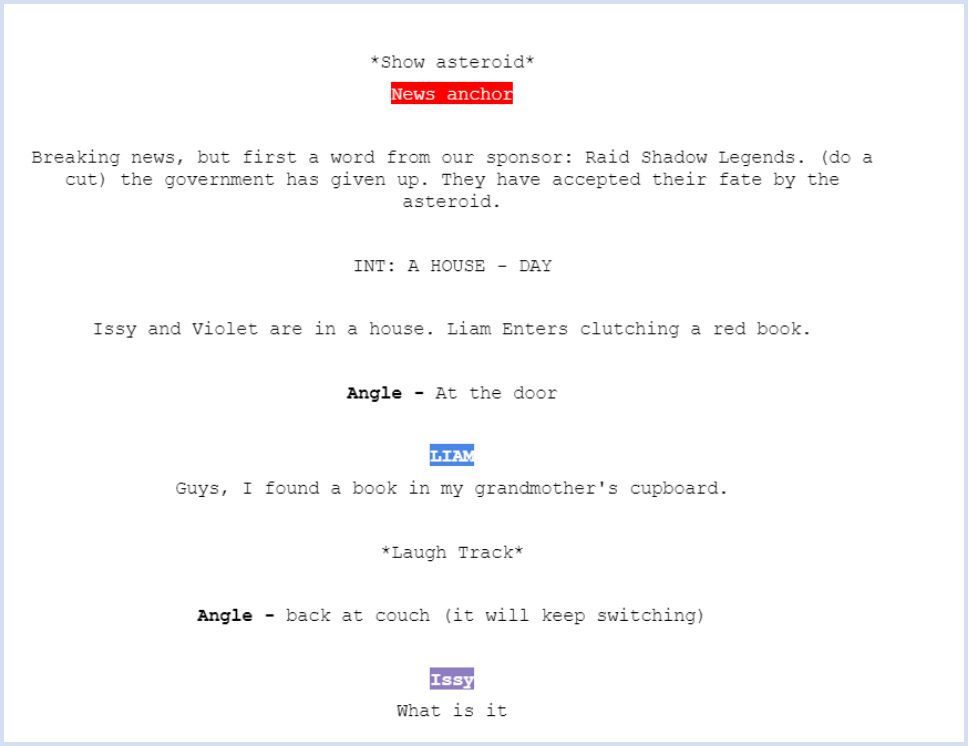 *Show asteroid*
News anchor
Breaking news, but first a word from our sponsor: Raid Shadow Legends. (do a
cut) the government has given up. They have accepted their fate by the
asteroid.
INT: A HOUSE - DAY
Issy and Violet are in a house. Liam Enters clutching a red book.
Angle - At the door
LIAM
Guys, I found a book in my grandmother's cupboard.
*Laugh Track*
Angle - back at couch (it will keep switching)
Issy
What is it